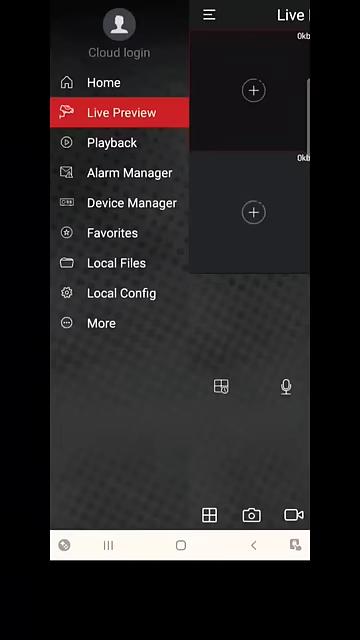 Live
0kb
Cloud login
Home
Live Preview
Playback
0kb
Alarm Manager
Device Manager
Favorites
Local Files
Local Config
More